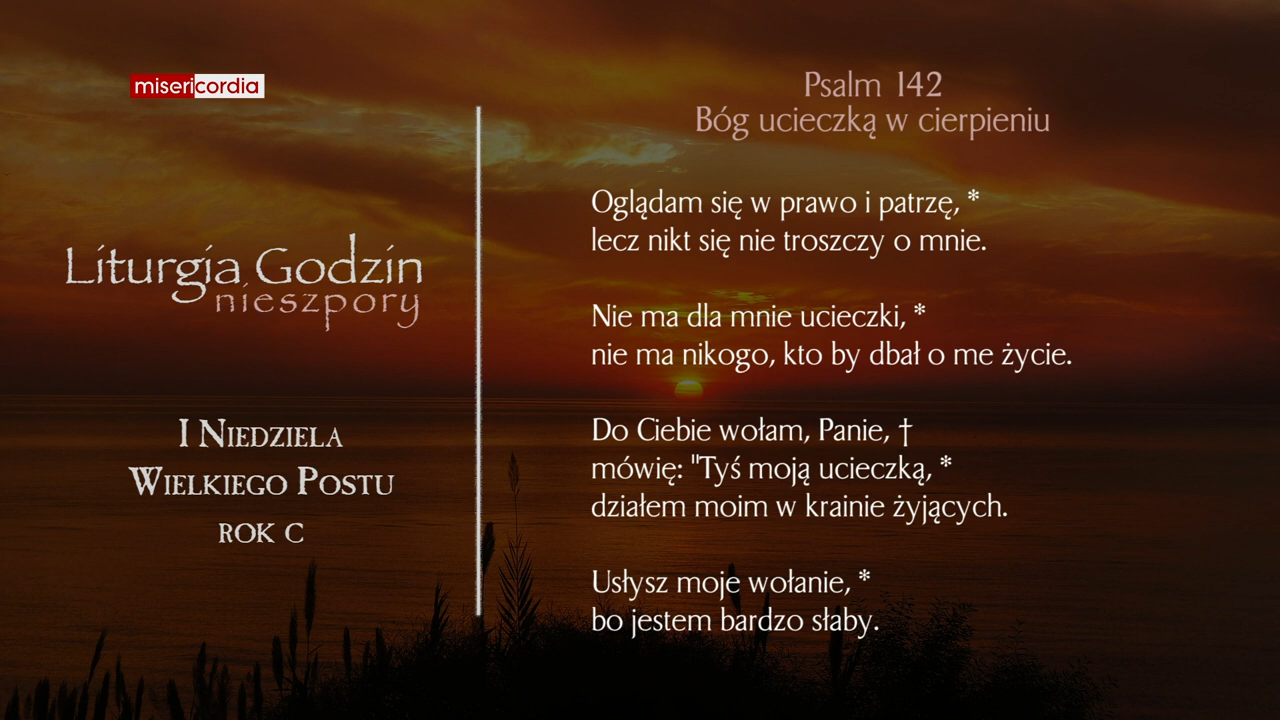 misericordia
Liturgia Godzin
nieszpory
I Niedziela
Wielkiego Postu
rok C
Psalm 142
Bóg ucieczką w cierpieniu
Oglądam się w prawo i patrzę, *
lecz nikt się nie troszczy o mnie.
Nie ma dla mnie ucieczki, *
nie ma nikogo, kto by dbał o me życie.
Do Ciebie wołam, Panie, †
mówię: "Tyś moją ucieczką, *
działem moim w krainie żyjących.
Usłysz moje wołanie, *
bo jestem bardzo słaby.